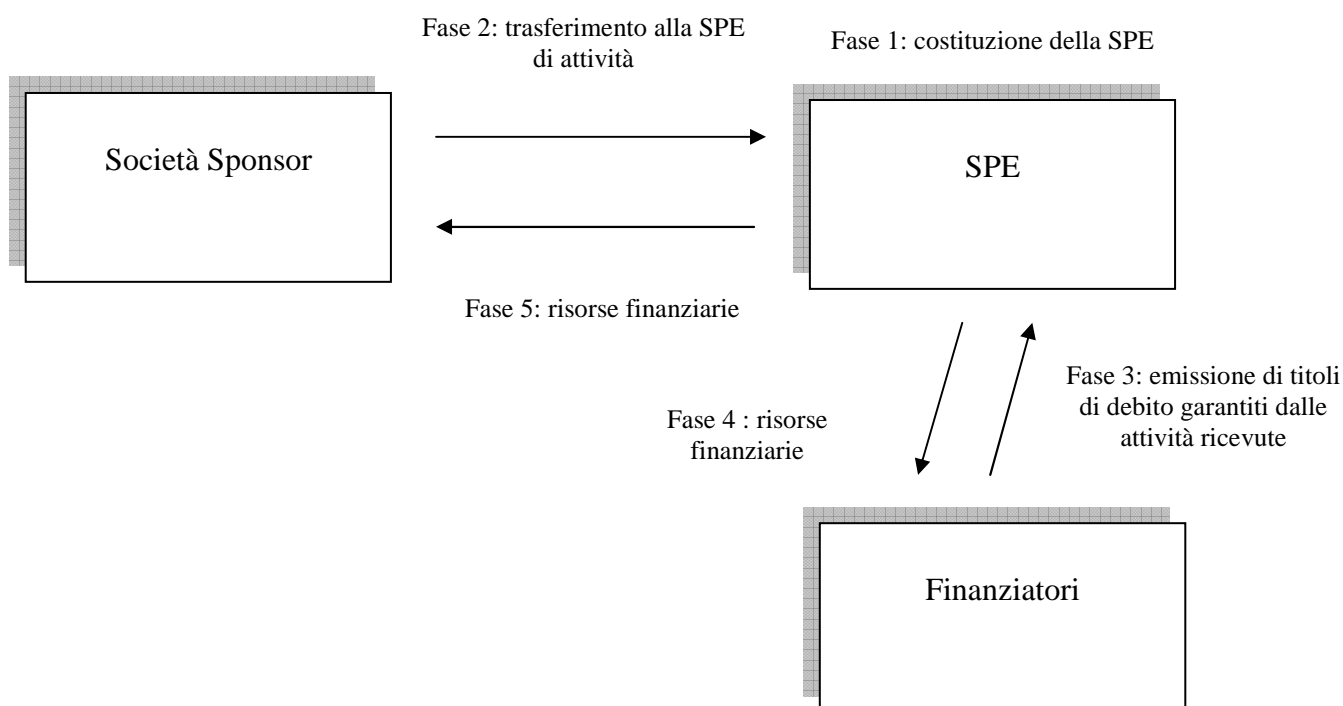 Fase 2: trasferimento alla SPE
di attività
Fase 1: costituzione della SPE
Società Sponsor
SPE
Fase 5: risorse finanziarie
Fase 3: emissione di titoli
di debito garantiti dalle
attività ricevute
Fase 4 : risorse
finanziarie
Finanziatori